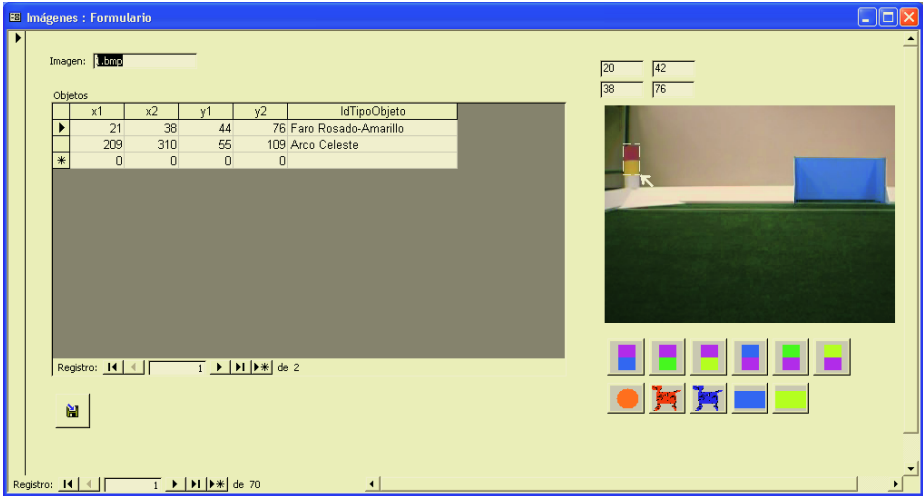 Imágenes : Formulario
Imagen: 1.bmp
20 42
38 76
Objetos
x1 x2 y1 y2 IdTipoObjeto
21 38 44 76 Faro Rosado-Amarillo
209 310 55 109 Arco Celeste
0 0 0 0
Registro: 1 de 2
Registro: 1 de 70